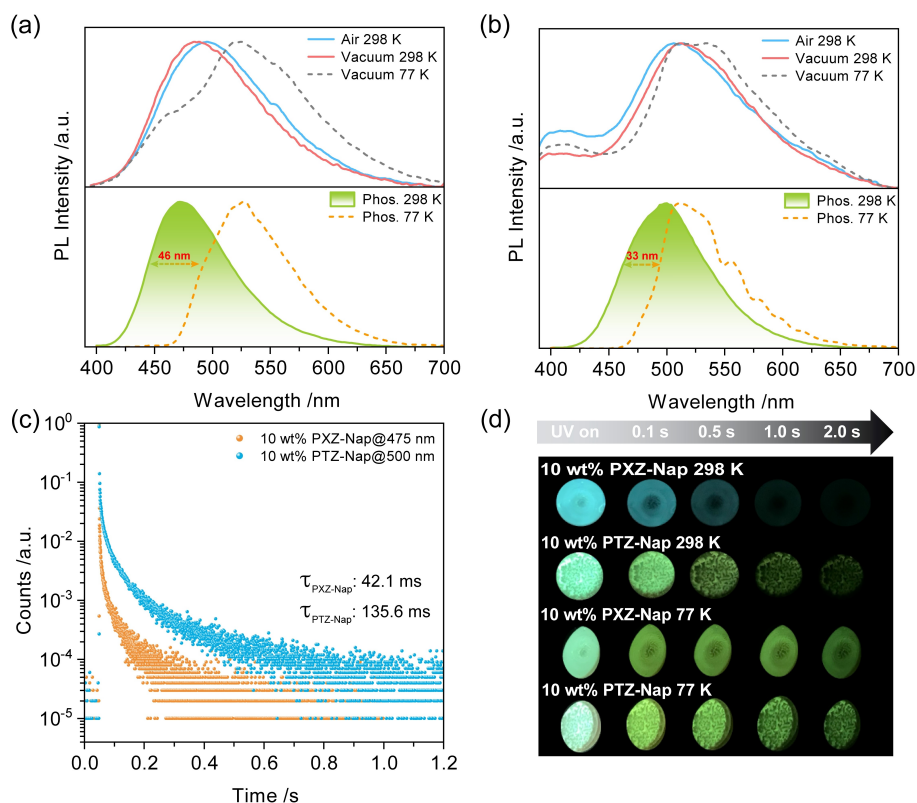 (a)
Air 298 K
Vacuum 298 K
Vacuum 77 K
Phos. 298 K
Phos. 77 K
46 nm
PL Intensity /a.u.
400 450 500 550 600 650 700
Wavelength /nm
(b)
Air 298 K
Vacuum 298 K
Vacuum 77 K
Phos. 298 K
Phos. 77 K
33 nm
PL Intensity /a.u.
400 450 500 550 600 650 700
Wavelength /nm
(c)
10 wt% PXZ-Nap@475 nm
10 wt% PTZ-Nap@500 nm
τPXZ-Nap: 42.1 ms
τPTZ-Nap: 135.6 ms
Counts /a.u.
10^0
10^-1
10^-2
10^-3
10^-4
10^-5
0.0 0.2 0.4 0.6 0.8 1.0 1.2
Time /s
(d)
UV on 0.1 s 0.5 s 1.0 s 2.0 s
10 wt% PXZ-Nap 298 K
10 wt% PTZ-Nap 298 K
10 wt% PXZ-Nap 77 K
10 wt% PTZ-Nap 77 K